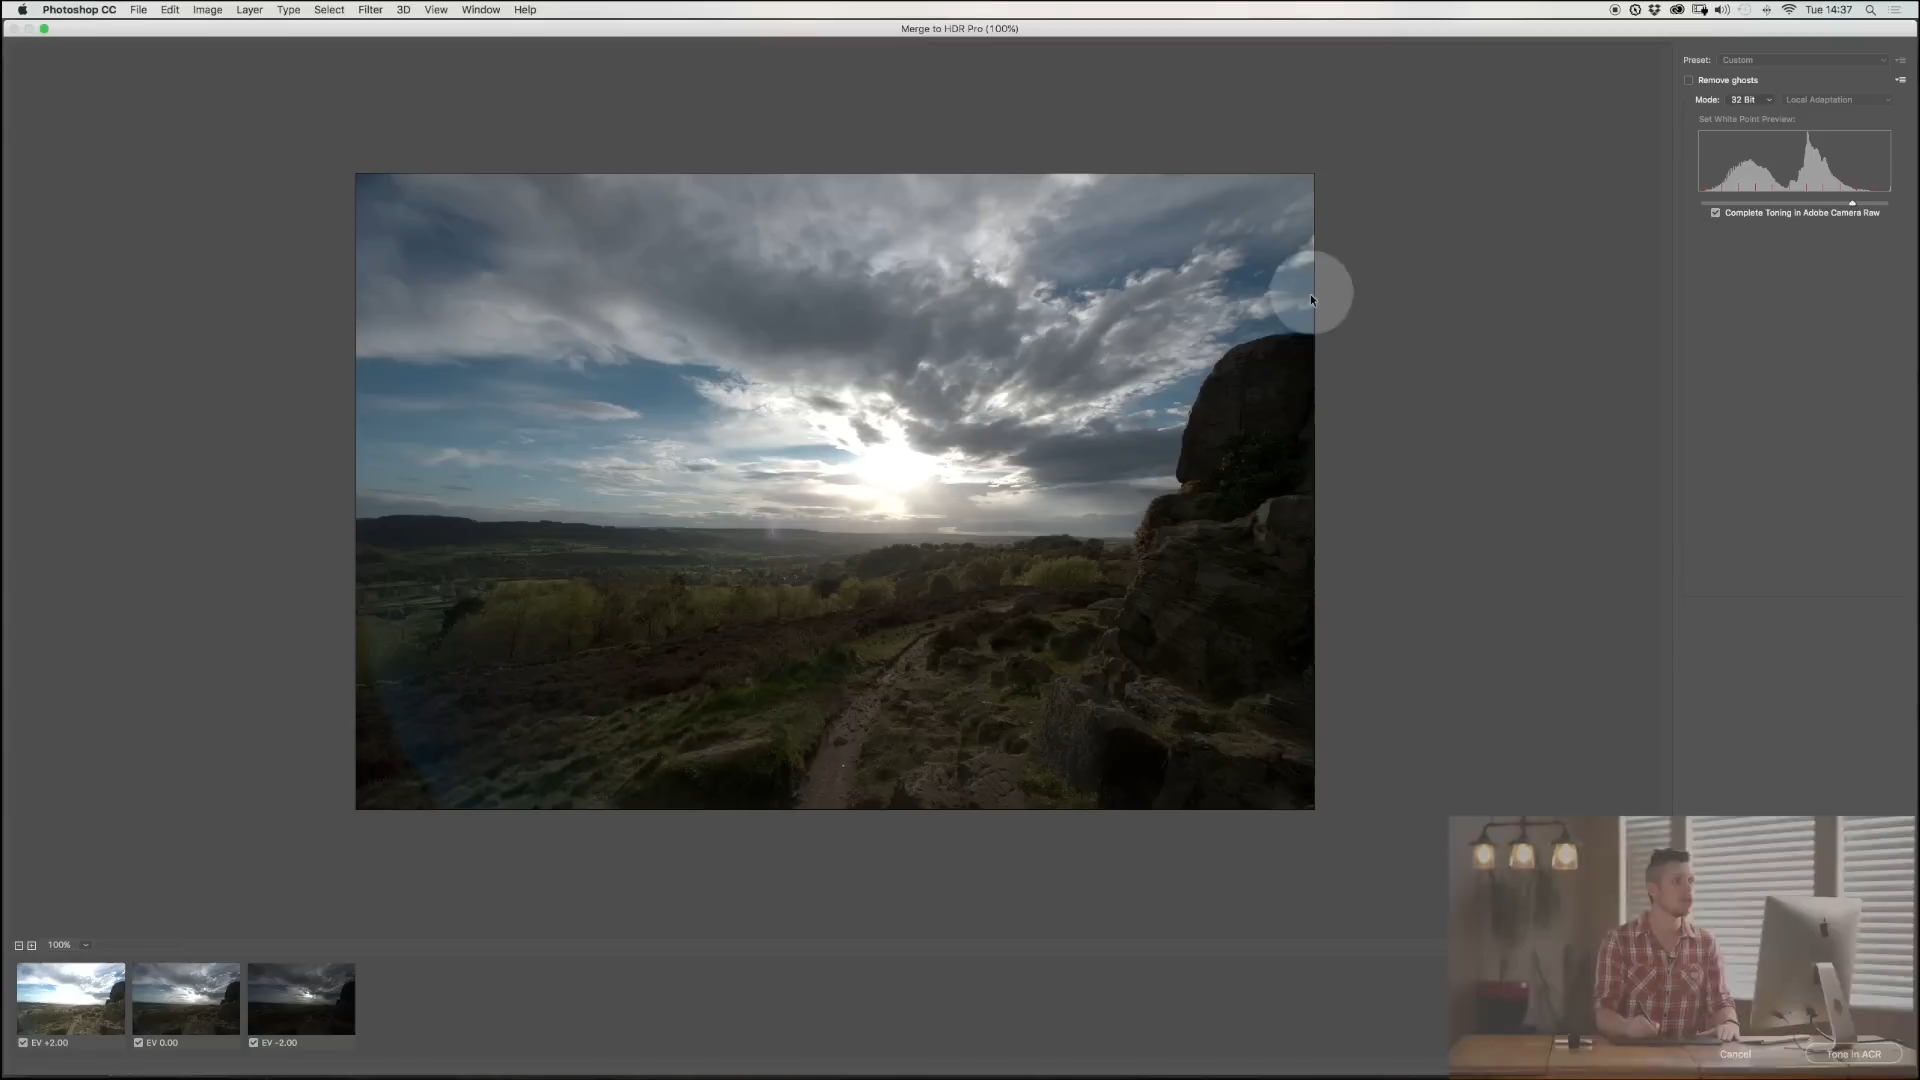 Photoshop CC File Edit Image Layer Type Select Filter 3D View Window Help Tue 14:37
Merge to HDR Pro (100%)
Preset: Custom
Remove ghosts
Mode: 32 Bit Local Adaptation
Set White Point Preview:
Complete Toning in Adobe Camera Raw
100%
EV +2.00 EV 0.00 EV -2.00
Cancel Tone in ACR